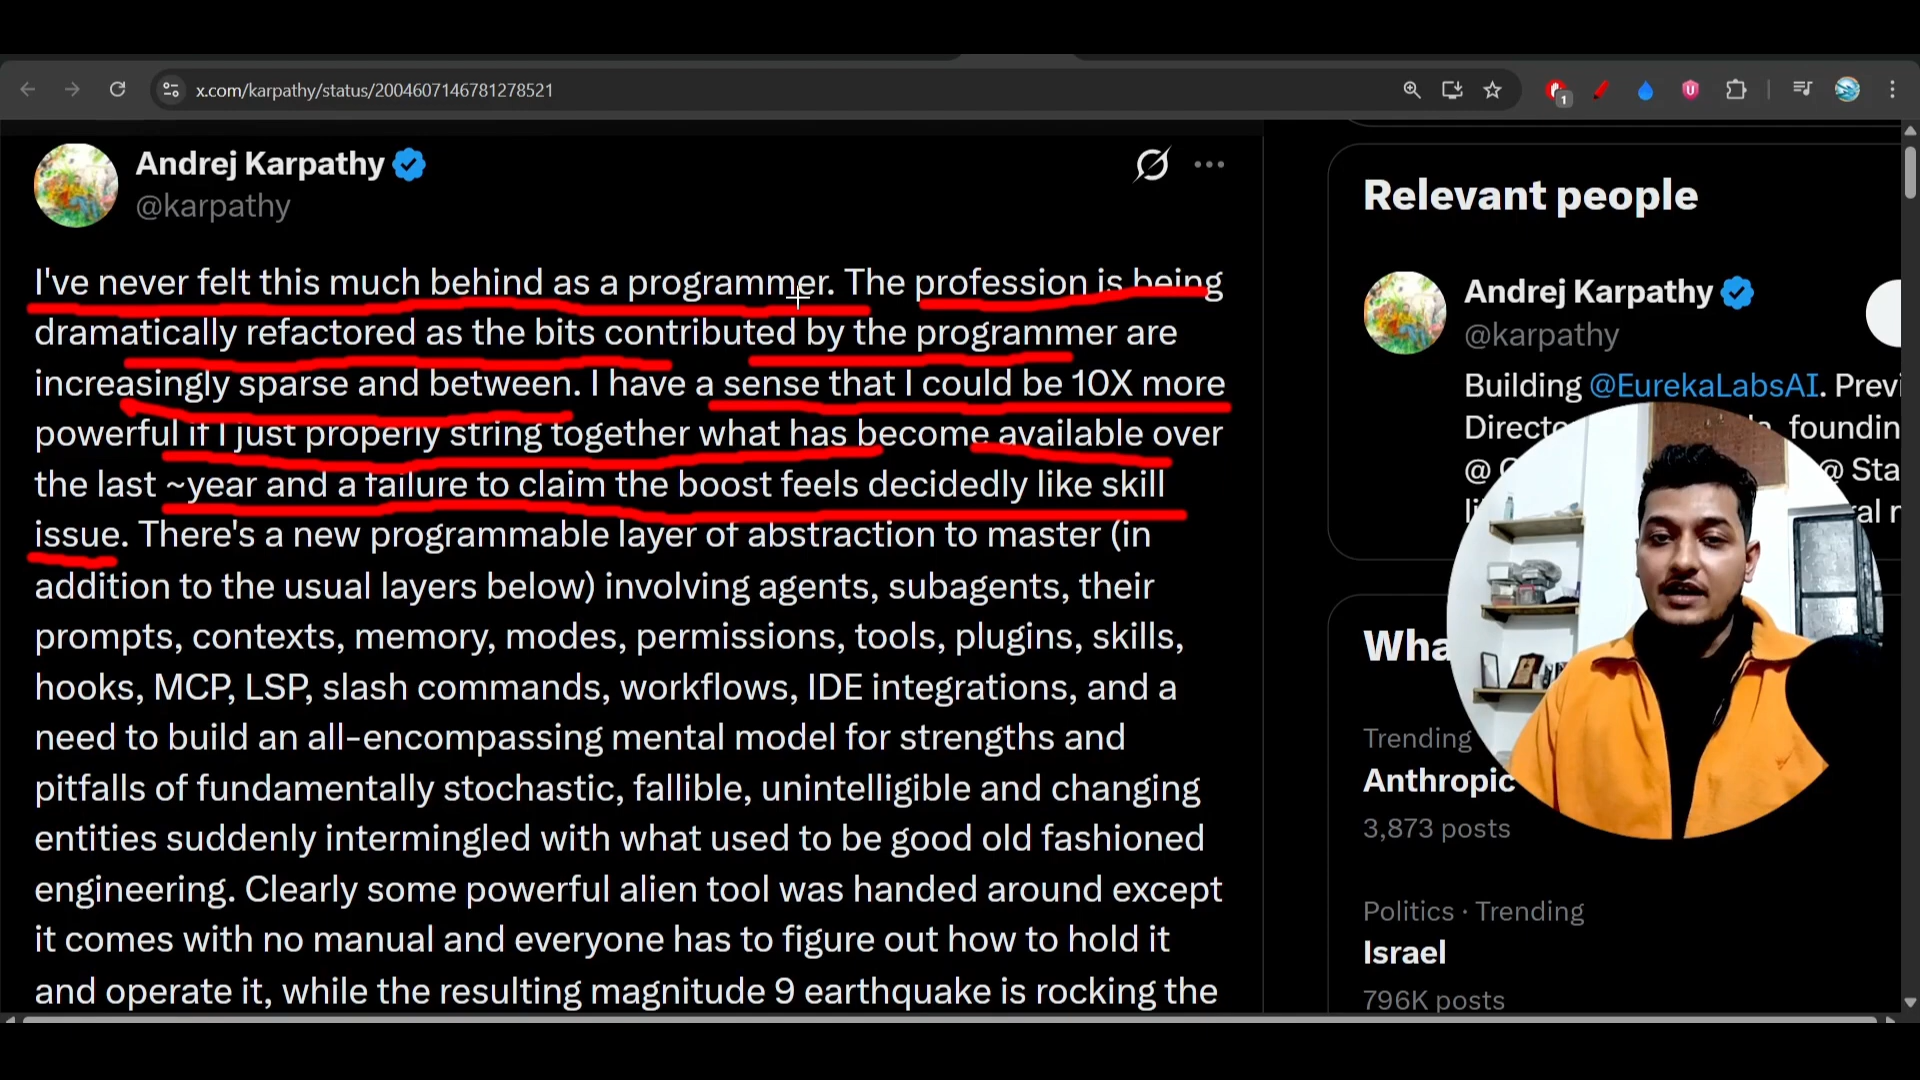 x.com/karpathy/status/2004607146781278521
1
Andrej Karpathy
@karpathy
I've never felt this much behind as a programmer. The profession is being
dramatically refactored as the bits contributed by the programmer are
increasingly sparse and between. I have a sense that I could be 10X more
powerful if I just properly string together what has become available over
the last ~year and a failure to claim the boost feels decidedly like skill
issue. There's a new programmable layer of abstraction to master (in
addition to the usual layers below) involving agents, subagents, their
prompts, contexts, memory, modes, permissions, tools, plugins, skills,
hooks, MCP, LSP, slash commands, workflows, IDE integrations, and a
need to build an all-encompassing mental model for strengths and
pitfalls of fundamentally stochastic, fallible, unintelligible and changing
entities suddenly intermingled with what used to be good old fashioned
engineering. Clearly some powerful alien tool was handed around except
it comes with no manual and everyone has to figure out how to hold it
and operate it, while the resulting magnitude 9 earthquake is rocking the
Relevant people
Andrej Karpathy
@karpathy
Building @EurekaLabsAI.
Trending
Anthropic
3,873 posts
Politics · Trending
Israel
796K posts